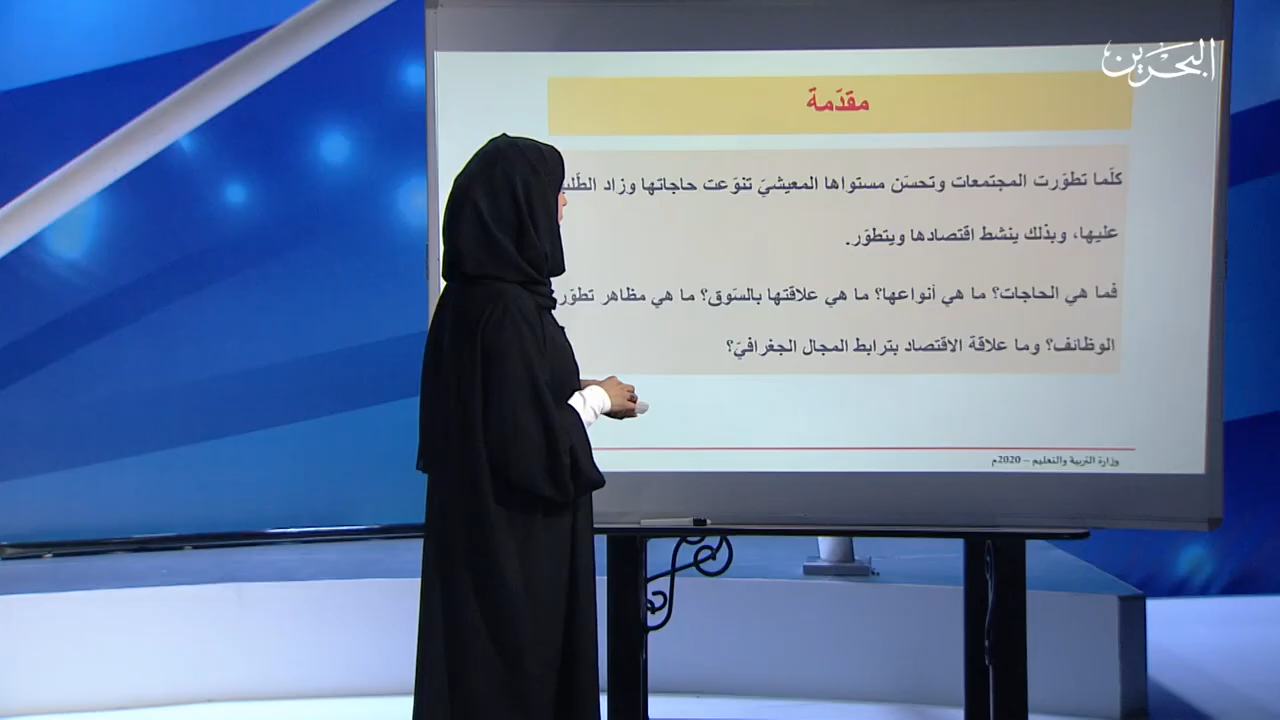 البحرين
مقدّمة
كلّما تطوّرت المجتمعات وتحسّن مستواها المعيشيّ تنوّعت حاجاتها وزاد الطّلب
عليها، وبذلك ينشط اقتصادها ويتطوّر.
فما هي الحاجات؟ ما هي أنواعها؟ ما هي علاقتها بالسّوق؟ ما هي مظاهر تطوّر
الوظائف؟ وما علاقة الاقتصاد بترابط المجال الجغرافيّ؟
وزارة التربية والتعليم – 2020م